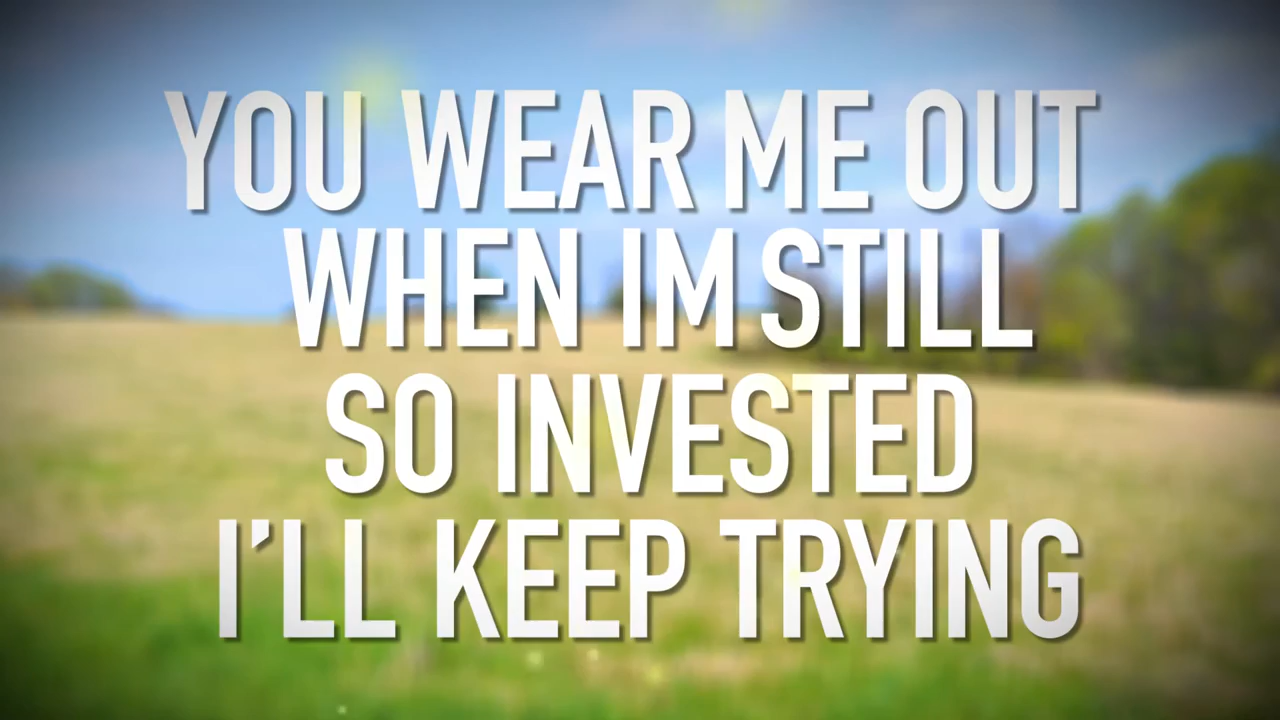 YOU WEAR ME OUT
WHEN IM STILL
SO INVESTED
I'LL KEEP TRYING